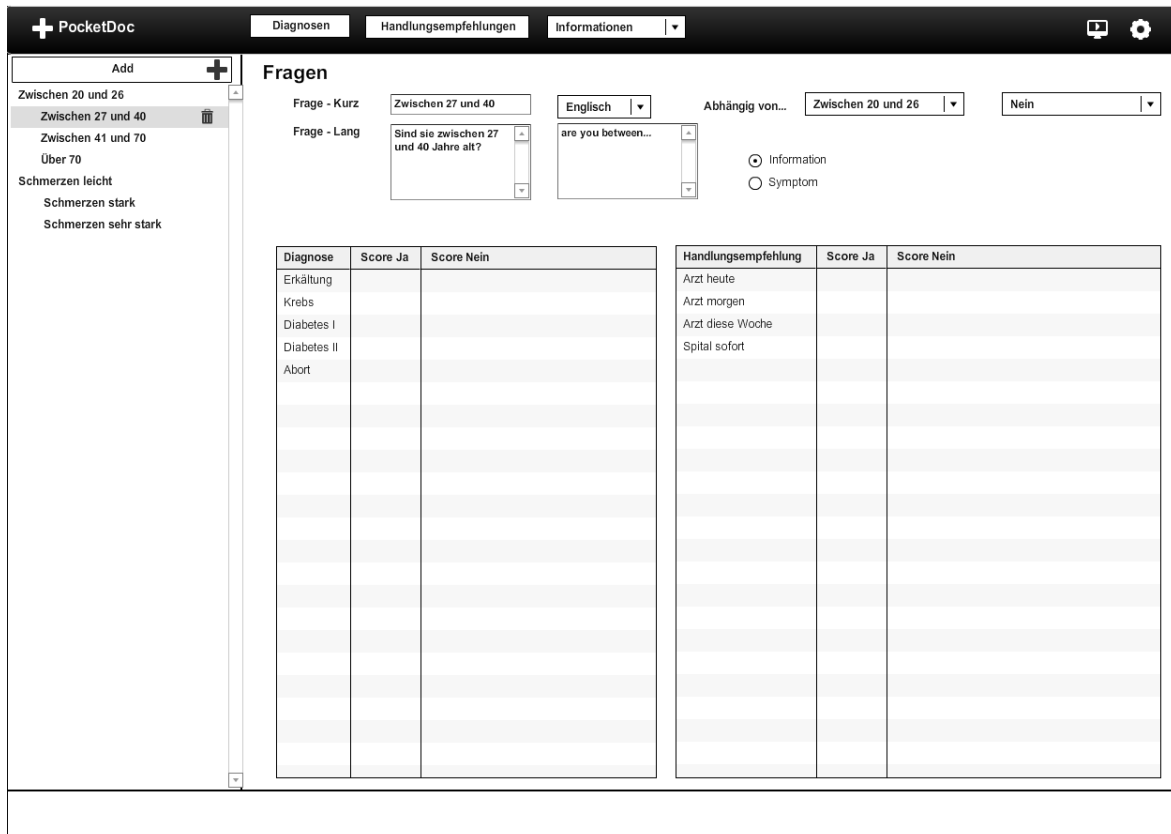 PocketDoc
Diagnosen
Handlungsempfehlungen
Informationen
Add
Zwischen 20 und 26
Zwischen 27 und 40
Zwischen 41 und 70
Über 70
Schmerzen leicht
Schmerzen stark
Schmerzen sehr stark
Fragen
Frage - Kurz
Zwischen 27 und 40
Englisch
Abhängig von...
Zwischen 20 und 26
Nein
Frage - Lang
Sind sie zwischen 27
und 40 Jahre alt?
are you between...
Information
Symptom
Diagnose Score Ja Score Nein
Erkältung
Krebs
Diabetes I
Diabetes II
Abort
Handlungsempfehlung Score Ja Score Nein
Arzt heute
Arzt morgen
Arzt diese Woche
Spital sofort